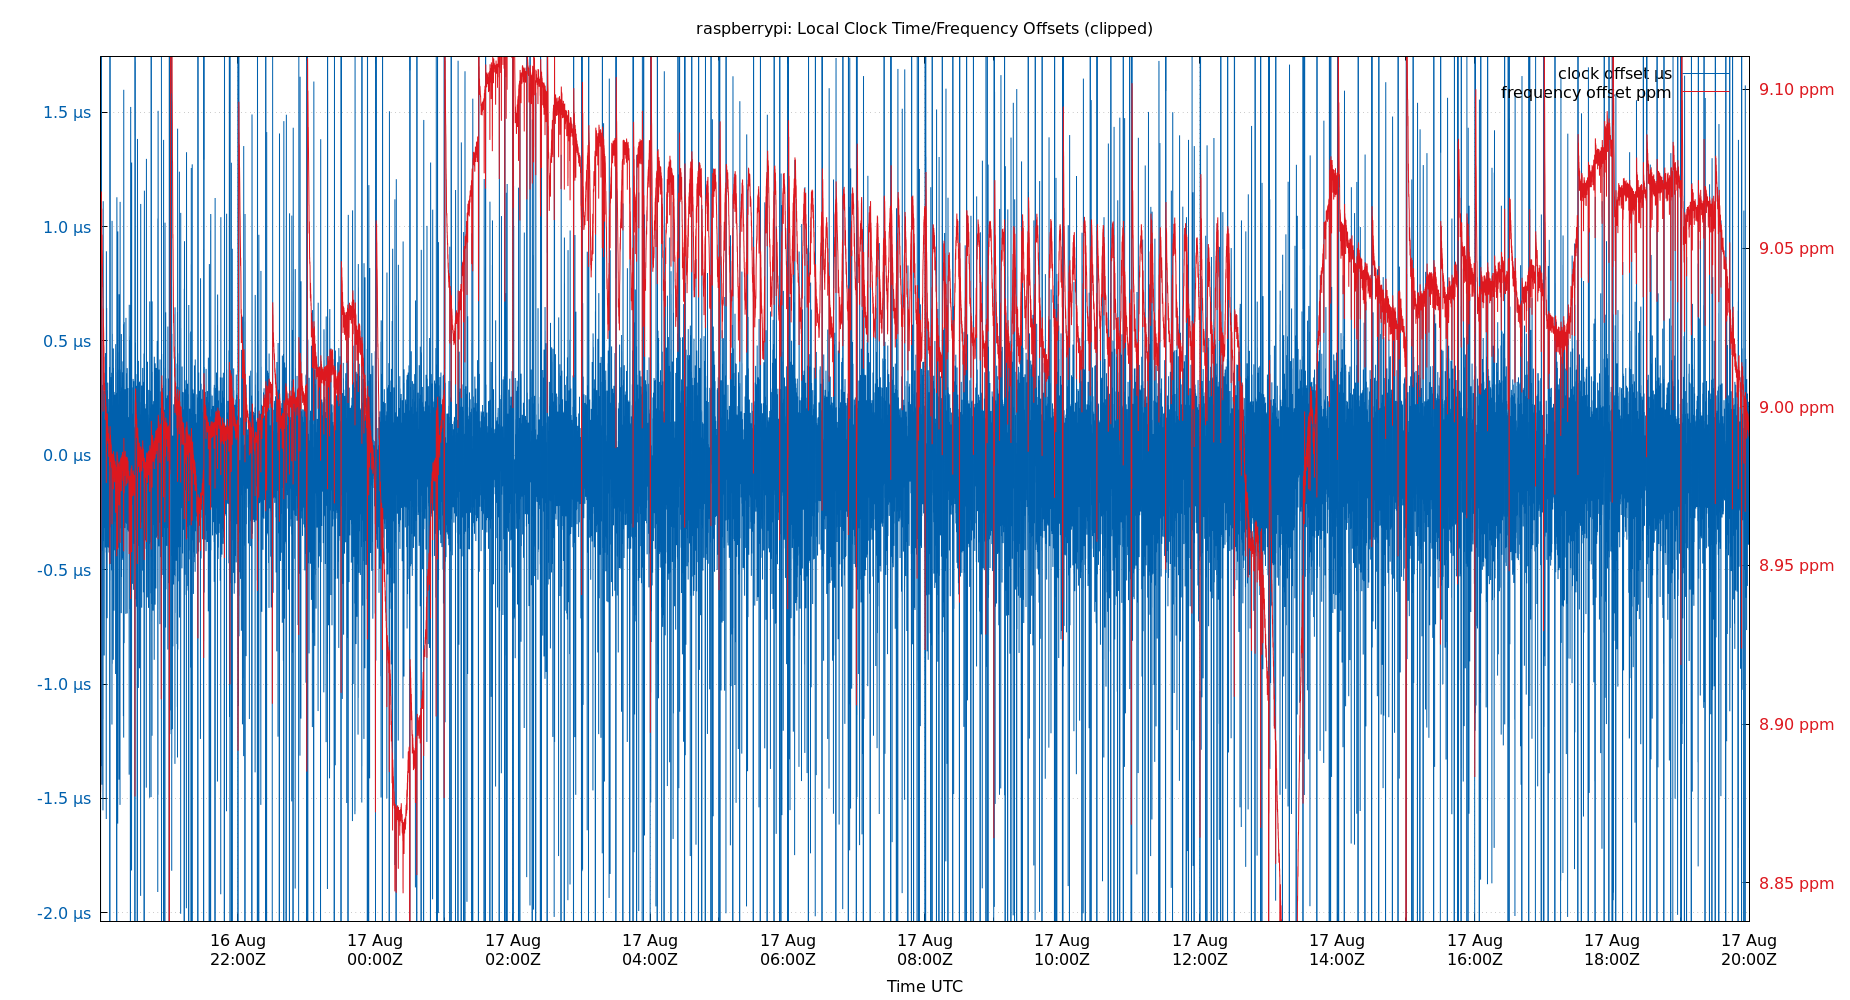 raspberrypi: Local Clock Time/Frequency Offsets (clipped)
clock offset µs
frequency offset ppm
1.5 µs
1.0 µs
0.5 µs
0.0 µs
-0.5 µs
-1.0 µs
-1.5 µs
-2.0 µs
9.10 ppm
9.05 ppm
9.00 ppm
8.95 ppm
8.90 ppm
8.85 ppm
16 Aug 17 Aug 17 Aug 17 Aug 17 Aug 17 Aug 17 Aug 17 Aug 17 Aug 17 Aug 17 Aug 17 Aug
22:00Z 00:00Z 02:00Z 04:00Z 06:00Z 08:00Z 10:00Z 12:00Z 14:00Z 16:00Z 18:00Z 20:00Z
Time UTC